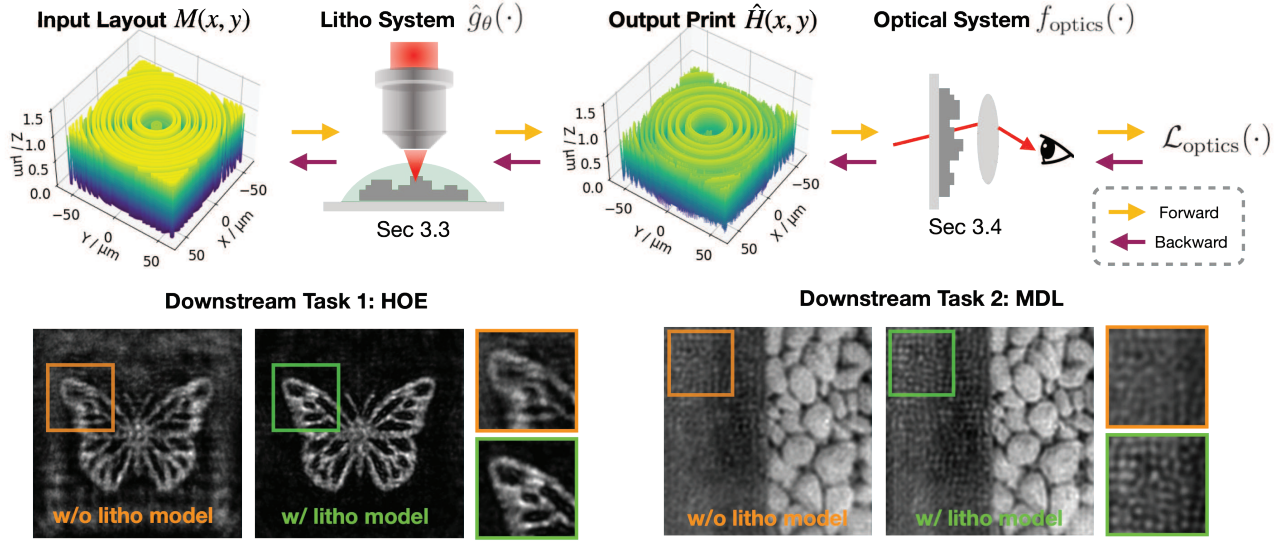 Input Layout M(x, y)
Litho System ĝ_θ(·)
Output Print Ĥ(x, y)
Optical System f_optics(·)
Z / μm
1.5
1.0
0.5
0.0
−50
0
50
Y / μm
−50
0
50
X / μm
Sec 3.3
Z / μm
1.5
1.0
0.5
0.0
−50
0
50
Y / μm
−50
0
50
X / μm
Sec 3.4
ℒ_optics(·)
Forward
Backward
Downstream Task 1: HOE
Downstream Task 2: MDL
w/o litho model
w/ litho model
w/o litho model
w/ litho model